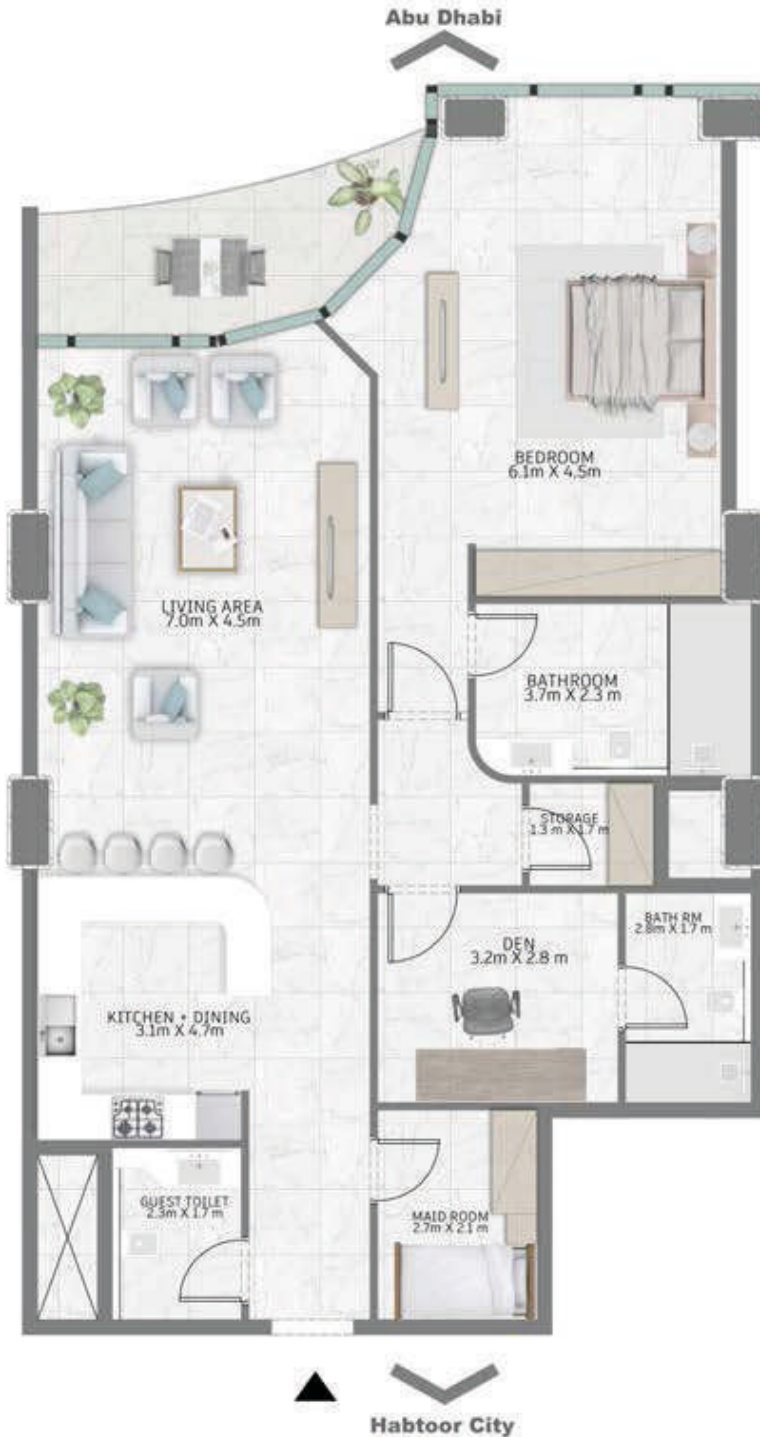 Abu Dhabi
BEDROOM
6.1m X 4.5m
LIVING AREA
7.0m X 4.5m
BATHROOM
3.7m X 2.3 m
STORAGE
1.3 m X 1.7 m
BATH RM
2.8m X 1.7 m
DEN
3.2m X 2.8 m
KITCHEN + DINING
3.1m X 4.7m
GUEST TOILET
2.3m X 1.7 m
MAID ROOM
2.7m X 2.1 m
Habtoor City